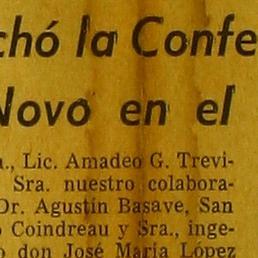 chó la Confe
Novo en el
a., Lic. Amadeo G. Trevi-
Sra. nuestro colabora-
Dr. Agustín Basave, San
o Coindreau y Sra., inge-
o don José María López